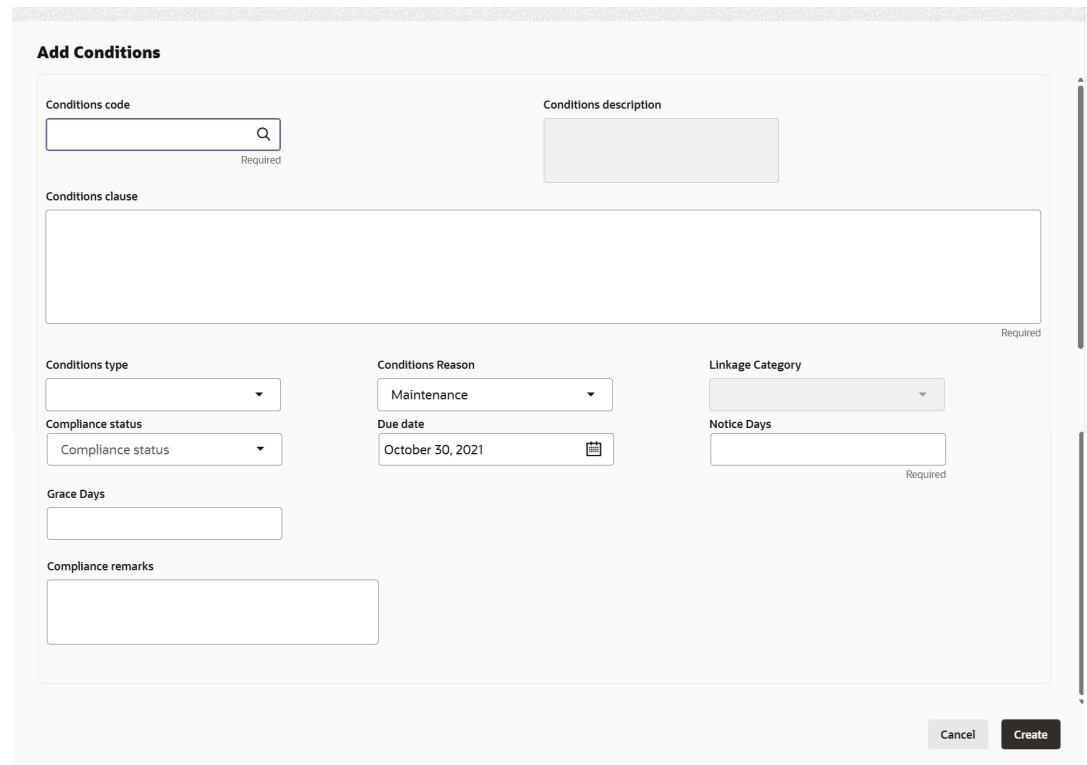 Add Conditions
Conditions code
Conditions description
Required
Conditions clause
Required
Conditions type
Conditions Reason
Linkage Category
Maintenance
Compliance status
Due date
Notice Days
Compliance status
October 30, 2021
Required
Grace Days
Compliance remarks
Cancel
Create